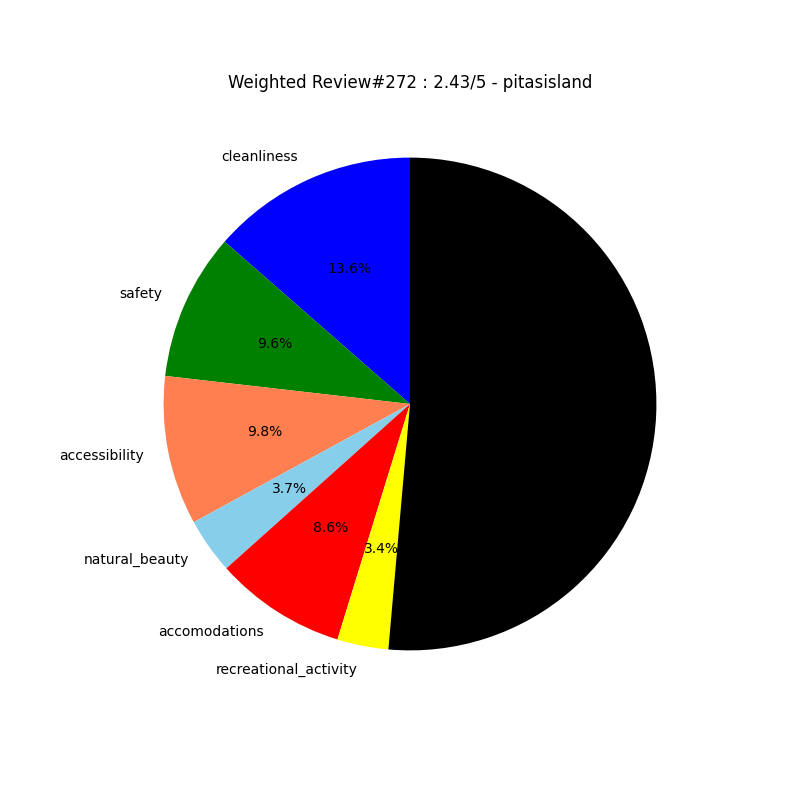 Weighted Review#272 : 2.43/5 - pitasisland
cleanliness
13.6%
safety
9.6%
accessibility
9.8%
natural_beauty
3.7%
accomodations
8.6%
recreational_activity
3.4%